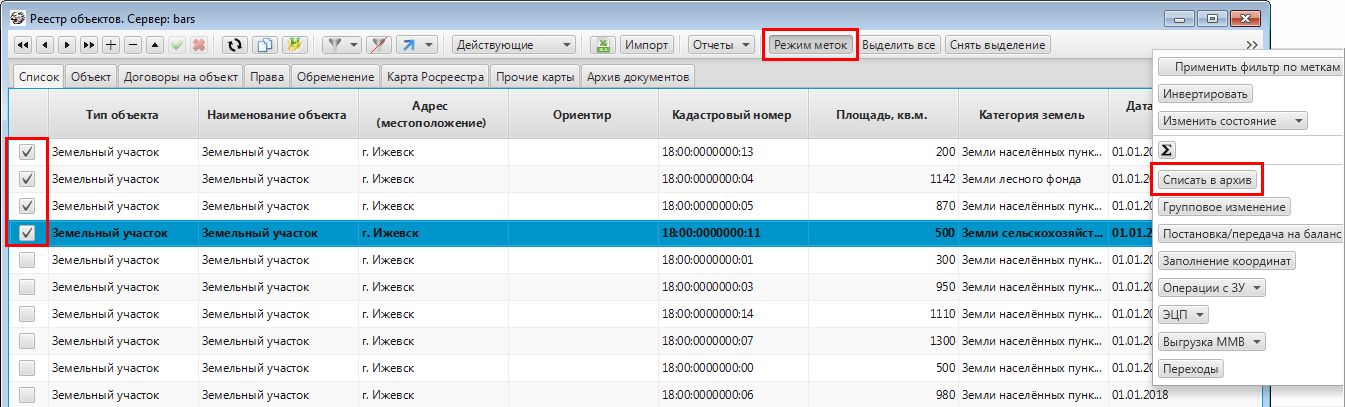 Реестр объектов. Сервер: bars
Действующие Импорт Отчеты Режим меток Выделить все Снять выделение
Список Объект Договоры на объект Права Обременение Карта Росреестра Прочие карты Архив документов
Тип объекта Наименование объекта Адрес (местоположение) Ориентир Кадастровый номер Площадь, кв.м. Категория земель Дата
Земельный участок Земельный участок г. Ижевск 18:00:0000000:13 200 Земли населённых пунк... 01.01.2
Земельный участок Земельный участок г. Ижевск 18:00:0000000:04 1142 Земли лесного фонда 01.01.2
Земельный участок Земельный участок г. Ижевск 18:00:0000000:05 870 Земли населённых пунк... 01.01.2
Земельный участок Земельный участок г. Ижевск 18:00:0000000:11 500 Земли сельскохозяйст... 01.01.2
Земельный участок Земельный участок г. Ижевск 18:00:0000000:01 300 Земли населённых пунк... 01.01.2
Земельный участок Земельный участок г. Ижевск 18:00:0000000:03 950 Земли населённых пунк... 01.01.2
Земельный участок Земельный участок г. Ижевск 18:00:0000000:14 1110 Земли населённых пунк... 01.01.2
Земельный участок Земельный участок г. Ижевск 18:00:0000000:07 1300 Земли населённых пунк... 01.01.2
Земельный участок Земельный участок г. Ижевск 18:00:0000000:00 500 Земли населённых пунк... 01.01.2
Земельный участок Земельный участок г. Ижевск 18:00:0000000:06 980 Земли населённых пунк... 01.01.2018
Применить фильтр по меткам
Инвертировать
Изменить состояние
Σ
Списать в архив
Групповое изменение
Постановка/передача на баланс
Заполнение координат
Операции с ЗУ
ЭЦП
Выгрузка ММВ
Переходы